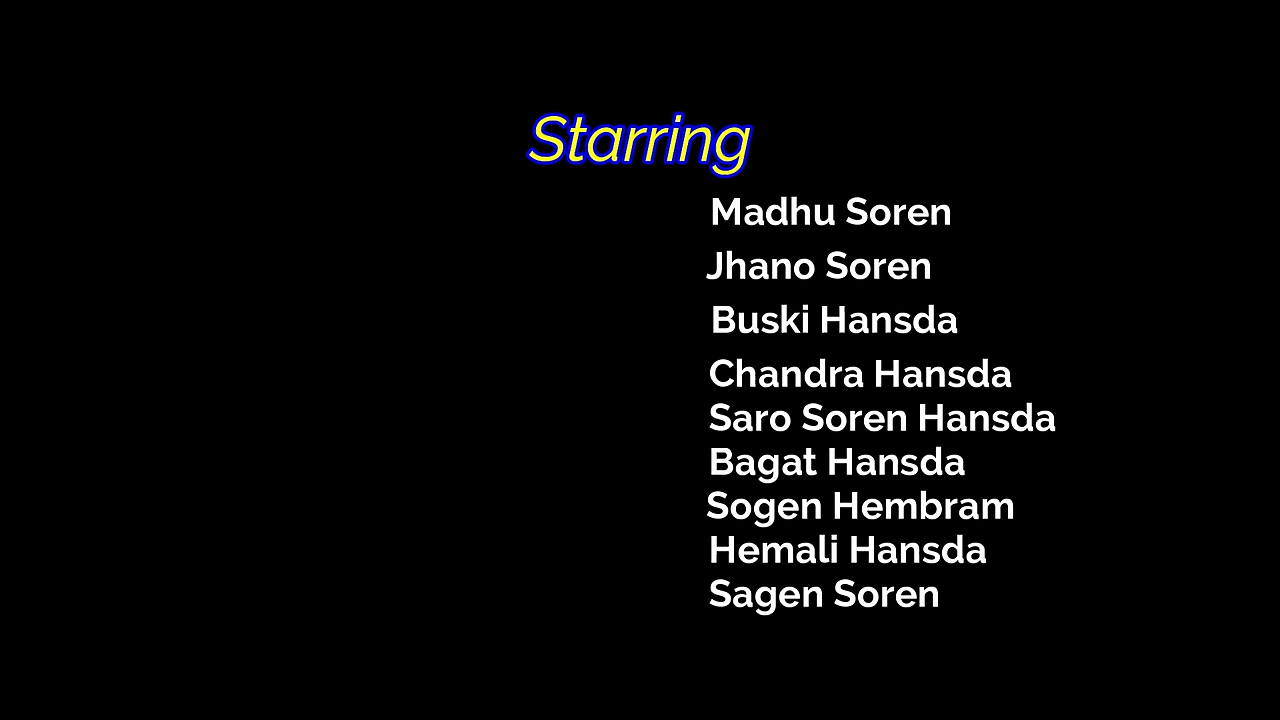 Starring
Madhu Soren
Jhano Soren
Buski Hansda
Chandra Hansda
Saro Soren Hansda
Bagat Hansda
Sogen Hembram
Hemali Hansda
Sagen Soren